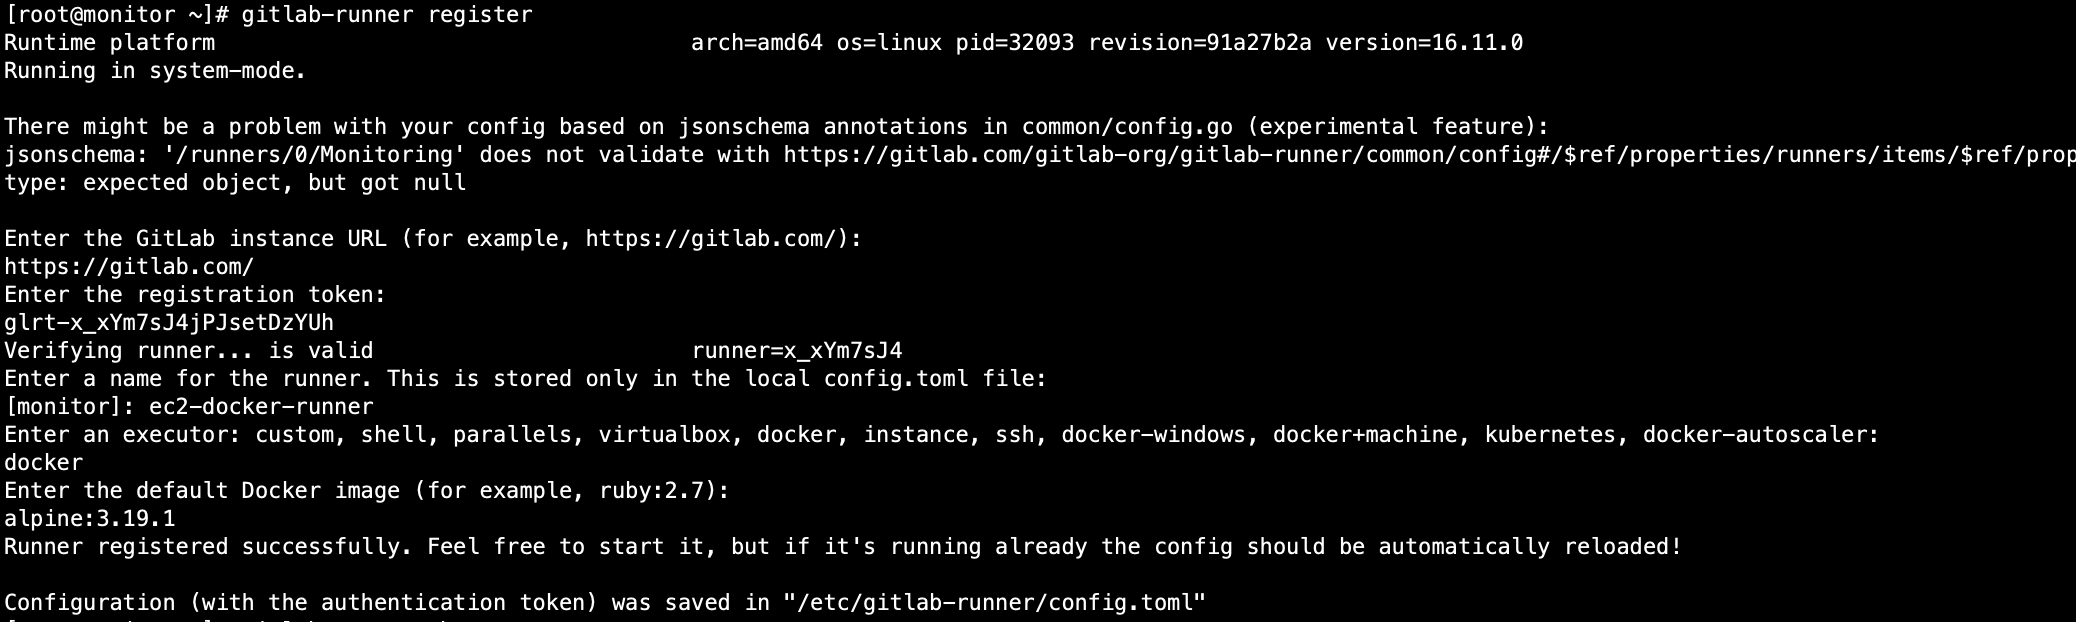 [root@monitor ~]# gitlab-runner register
Runtime platform                                    arch=amd64 os=linux pid=32093 revision=91a27b2a version=16.11.0
Running in system-mode.
There might be a problem with your config based on jsonschema annotations in common/config.go (experimental feature):
jsonschema: '/runners/0/Monitoring' does not validate with https://gitlab.com/gitlab-org/gitlab-runner/common/config#/$ref/properties/runners/items/$ref/prop
type: expected object, but got null
Enter the GitLab instance URL (for example, https://gitlab.com/):
https://gitlab.com/
Enter the registration token:
glrt-x_xYm7sJ4jPJsetDzYUh
Verifying runner... is valid                        runner=x_xYm7sJ4
Enter a name for the runner. This is stored only in the local config.toml file:
[monitor]: ec2-docker-runner
Enter an executor: custom, shell, parallels, virtualbox, docker, instance, ssh, docker-windows, docker+machine, kubernetes, docker-autoscaler:
docker
Enter the default Docker image (for example, ruby:2.7):
alpine:3.19.1
Runner registered successfully. Feel free to start it, but if it's running already the config should be automatically reloaded!
Configuration (with the authentication token) was saved in "/etc/gitlab-runner/config.toml"